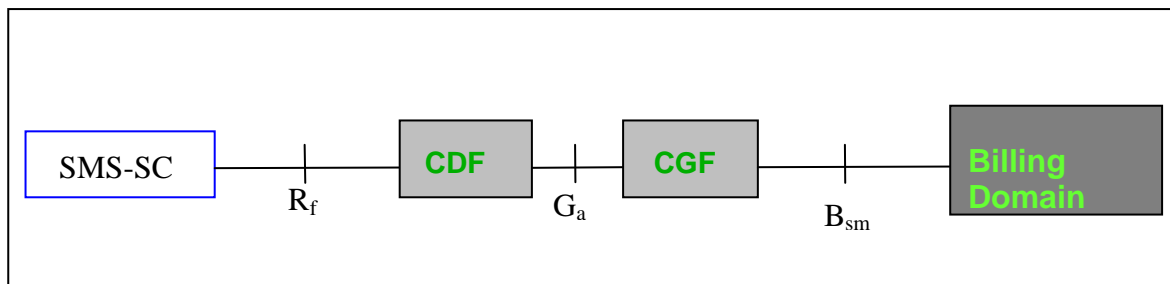 SMS-SC
CDF
CGF
Billing
Domain
Rf
Ga
Bsm